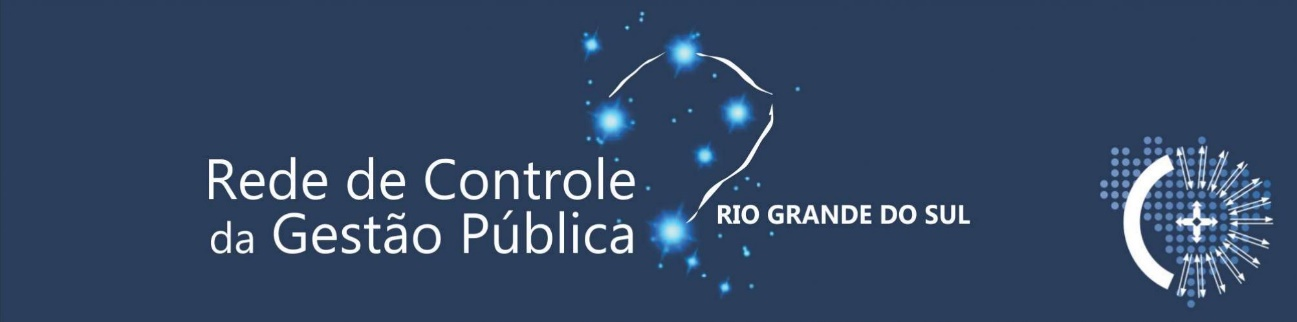 Rede de Controle
da Gestão Pública
RIO GRANDE DO SUL